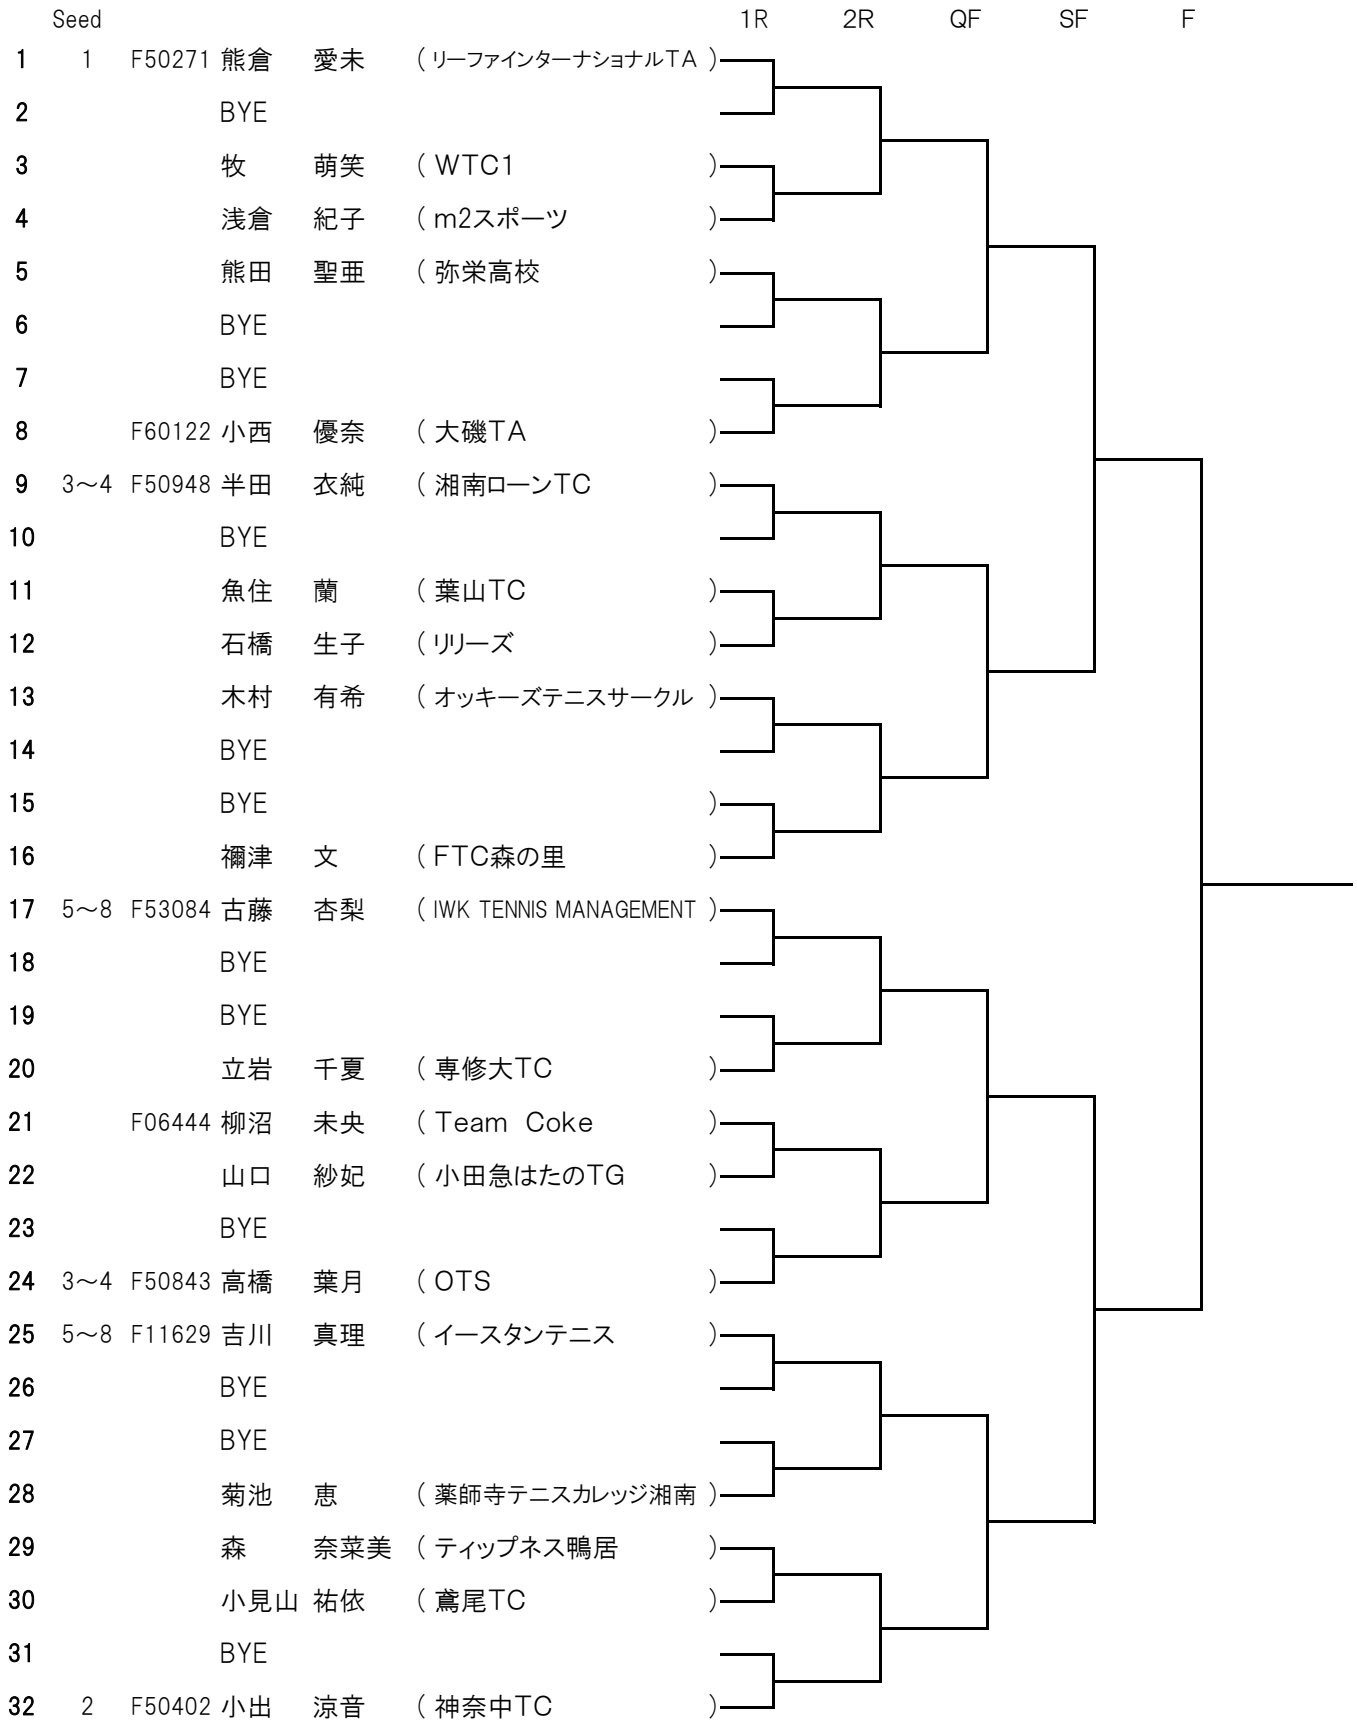 Seed 1R 2R QF SF F
1 1 F50271 熊倉 愛未 ( リーファインターナショナルTA )
2 BYE
3 牧 萌笑 ( WTC1 )
4 浅倉 紀子 ( m2スポーツ )
5 熊田 聖亜 ( 弥栄高校 )
6 BYE
7 BYE
8 F60122 小西 優奈 ( 大磯TA )
9 3～4 F50948 半田 衣純 ( 湘南ローンTC )
10 BYE
11 魚住 蘭 ( 葉山TC )
12 石橋 生子 ( リリーズ )
13 木村 有希 ( オッキーズテニスサークル )
14 BYE
15 BYE )
16 禰津 文 ( FTC森の里 )
17 5～8 F53084 古藤 杏梨 ( IWK TENNIS MANAGEMENT )
18 BYE
19 BYE
20 立岩 千夏 ( 専修大TC )
21 F06444 柳沼 未央 ( Team Coke )
22 山口 紗妃 ( 小田急はたのTG )
23 BYE
24 3～4 F50843 高橋 葉月 ( OTS )
25 5～8 F11629 吉川 真理 ( イースタンテニス )
26 BYE
27 BYE
28 菊池 恵 ( 薬師寺テニスカレッジ湘南 )
29 森 奈菜美 ( ティップネス鴨居 )
30 小見山 祐依 ( 鳶尾TC )
31 BYE
32 2 F50402 小出 涼音 ( 神奈中TC )